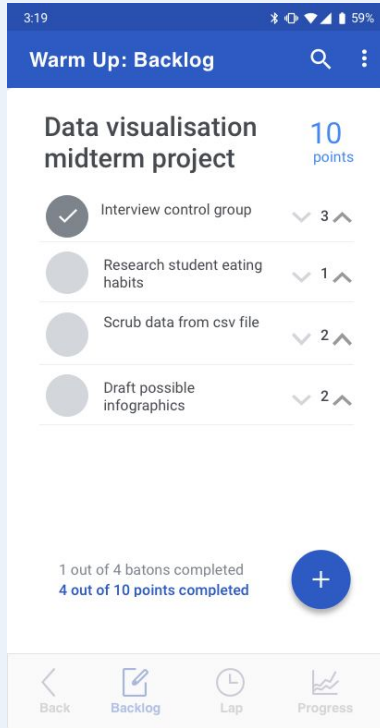 3:19 59%
Warm Up: Backlog
Data visualisation
midterm project
10
points
Interview control group 3
Research student eating
habits
1
Scrub data from csv file
2
Draft possible
infographics
2
1 out of 4 batons completed
4 out of 10 points completed
+
Back Backlog Lap Progress